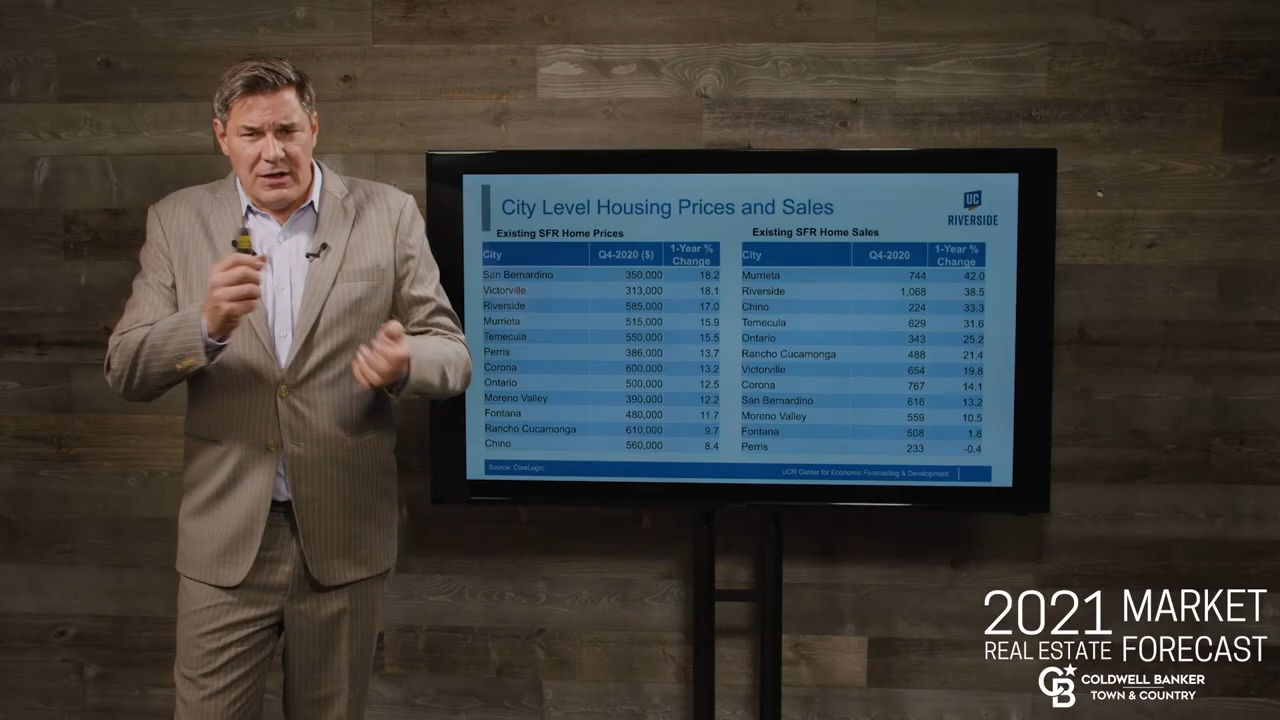 City Level Housing Prices and Sales
UC
RIVERSIDE
Existing SFR Home Prices
City Q4-2020 ($) 1-Year % Change
San Bernardino 350,000 18.2
Victorville 313,000 18.1
Riverside 585,000 17.0
Murrieta 515,000 15.9
Temecula 550,000 15.5
Perris 386,000 13.7
Corona 600,000 13.2
Ontario 500,000 12.5
Moreno Valley 390,000 12.2
Fontana 480,000 11.7
Rancho Cucamonga 610,000 9.7
Chino 560,000 8.4
Existing SFR Home Sales
City Q4-2020 1-Year % Change
Murrieta 744 42.0
Riverside 1,068 38.5
Chino 224 33.3
Temecula 629 31.6
Ontario 343 25.2
Rancho Cucamonga 488 21.4
Victorville 654 19.8
Corona 767 14.1
San Bernardino 616 13.2
Moreno Valley 559 10.5
Fontana 508 1.8
Perris 233 -0.4
Source: CoreLogic
UCR Center for Economic Forecasting & Development
2021 MARKET
REAL ESTATE FORECAST
CB COLDWELL BANKER
TOWN & COUNTRY